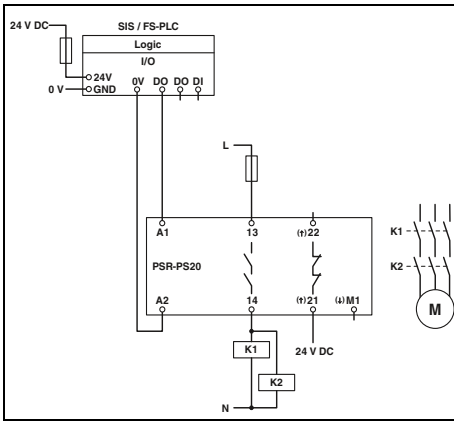 24 V DC
SIS / FS-PLC
Logic
I/O
24V
0 V GND
0V DO DO DI
L
A1 13 (↑) 22
K1
PSR-PS20
K2
M
A2 14 (↑) 21 (↓) M1
K1
24 V DC
K2
N